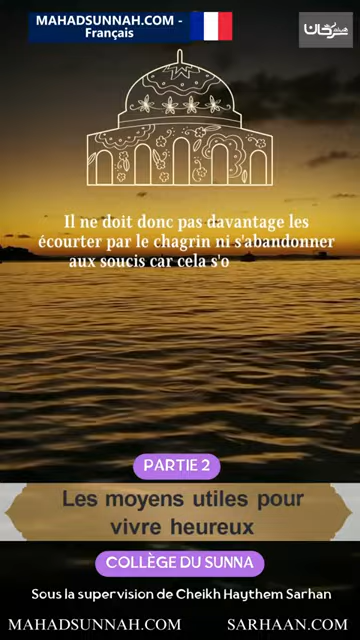 MAHADSUNNAH.COM -
Français
سرحان
Il ne doit donc pas davantage les
écourter par le chagrin ni s'abandonner
aux soucis car cela s'o
PARTIE 2
Les moyens utiles pour
vivre heureux
COLLÈGE DU SUNNA
Sous la supervision de Cheikh Haythem Sarhan
MAHADSUNNAH.COM
SARHAAN.COM